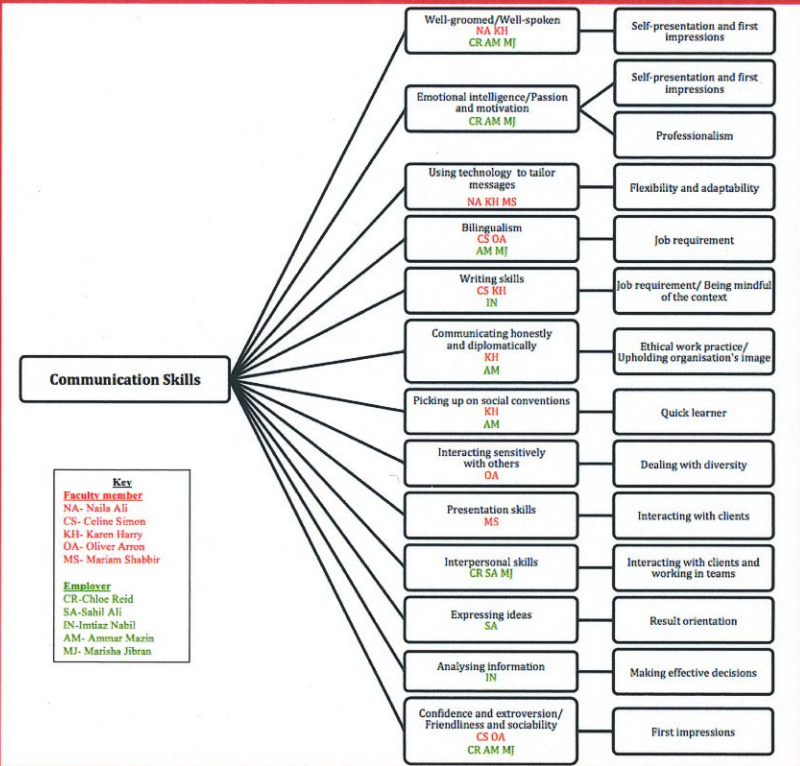 Well-groomed/Well-spoken
NA KH
CR AM MJ
Self-presentation and first
impressions
Emotional intelligence/Passion
and motivation
CR AM MJ
Self-presentation and first
impressions
Professionalism
Using technology to tailor
messages
NA KH MS
Flexibility and adaptability
Bilingualism
CS OA
AM MJ
Job requirement
Writing skills
CS KH
IN
Job requirement/ Being mindful
of the context
Communicating honestly
and diplomatically
KH
AM
Ethical work practice/
Upholding organisation's image
Communication Skills
Picking up on social conventions
KH
AM
Quick learner
Interacting sensitively
with others
OA
Dealing with diversity
Presentation skills
MS
Interacting with clients
Interpersonal skills
CR SA MJ
Interacting with clients and
working in teams
Expressing ideas
SA
Result orientation
Analysing information
IN
Making effective decisions
Confidence and extroversion/
Friendliness and sociability
CS OA
CR AM MJ
First impressions
Key
Faculty member
NA- Naila Ali
CS- Celine Simon
KH- Karen Harry
OA- Oliver Arron
MS- Mariam Shabbir
Employer
CR-Chloe Reid
SA-Sahil Ali
IN-Imtiaz Nabil
AM- Ammar Mazin
MJ- Marisha Jibran